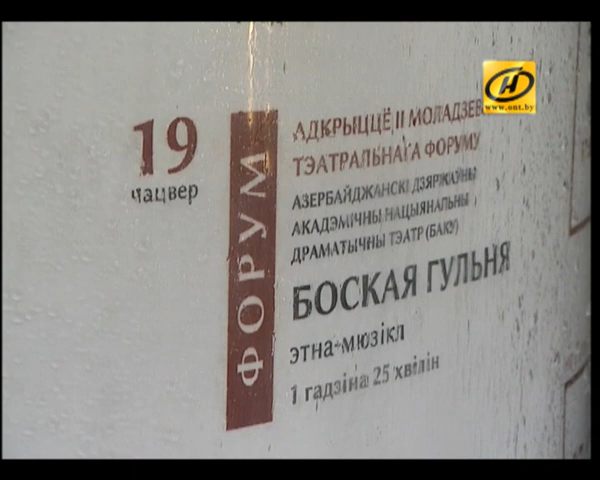 19
чацвер
ФОРУМ
АДКРЫЦЦЁ II МОЛАДЗЕВ
ТЭАТРАЛЬНАГА ФОРУМУ
АЗЕРБАЙДЖАНСКІ ДЗЯРЖАЎНЫ
АКАДЭМІЧНЫ НАЦЫЯНАЛЬНЫ
ДРАМАТЫЧНЫ ТЭАТР (БАКУ)
БОСКАЯ ГУЛЬНЯ
этна-мюзікл
1 гадзіна 25 хвілін
www.ont.by